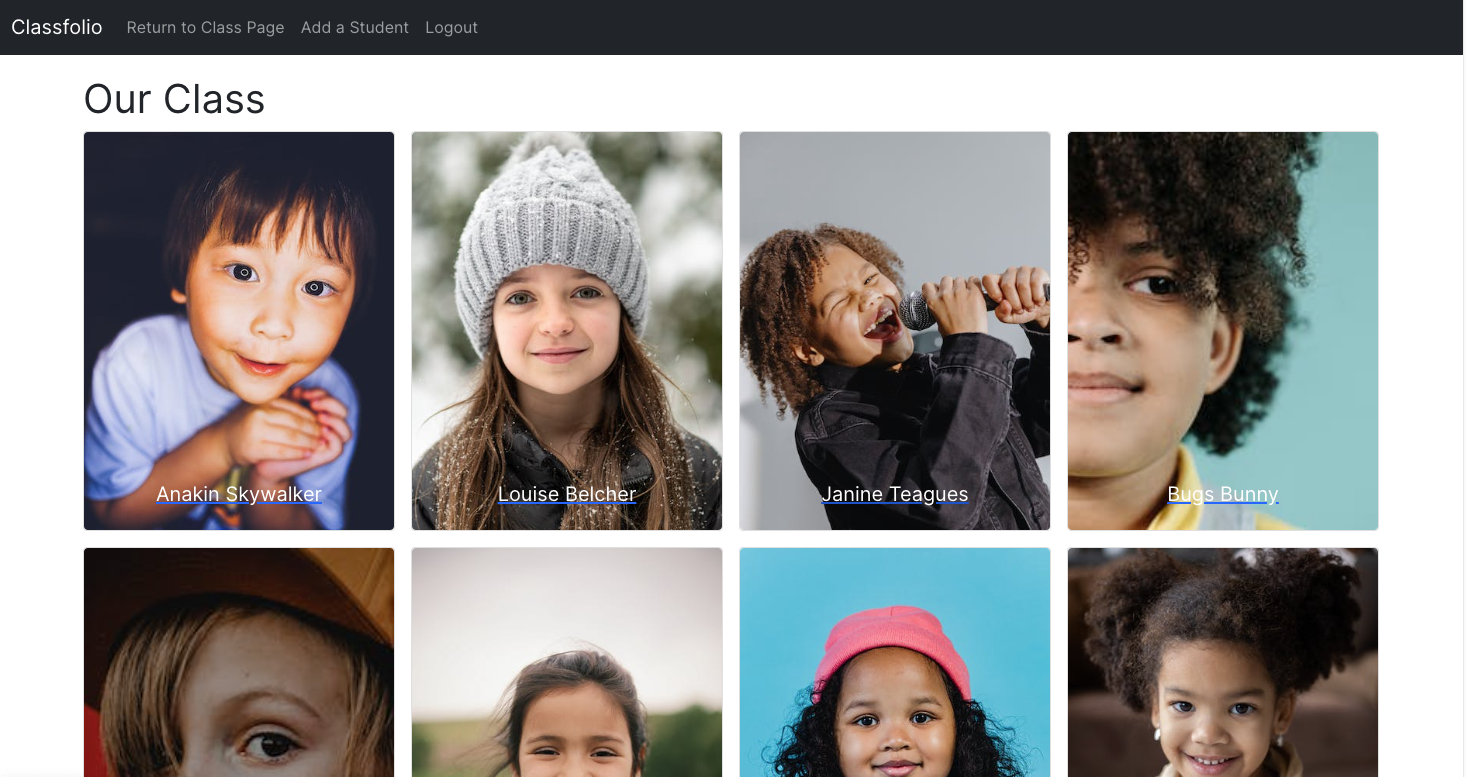 Classfolio Return to Class Page Add a Student Logout
Our Class
Anakin Skywalker
Louise Belcher
Janine Teagues
Bugs Bunny